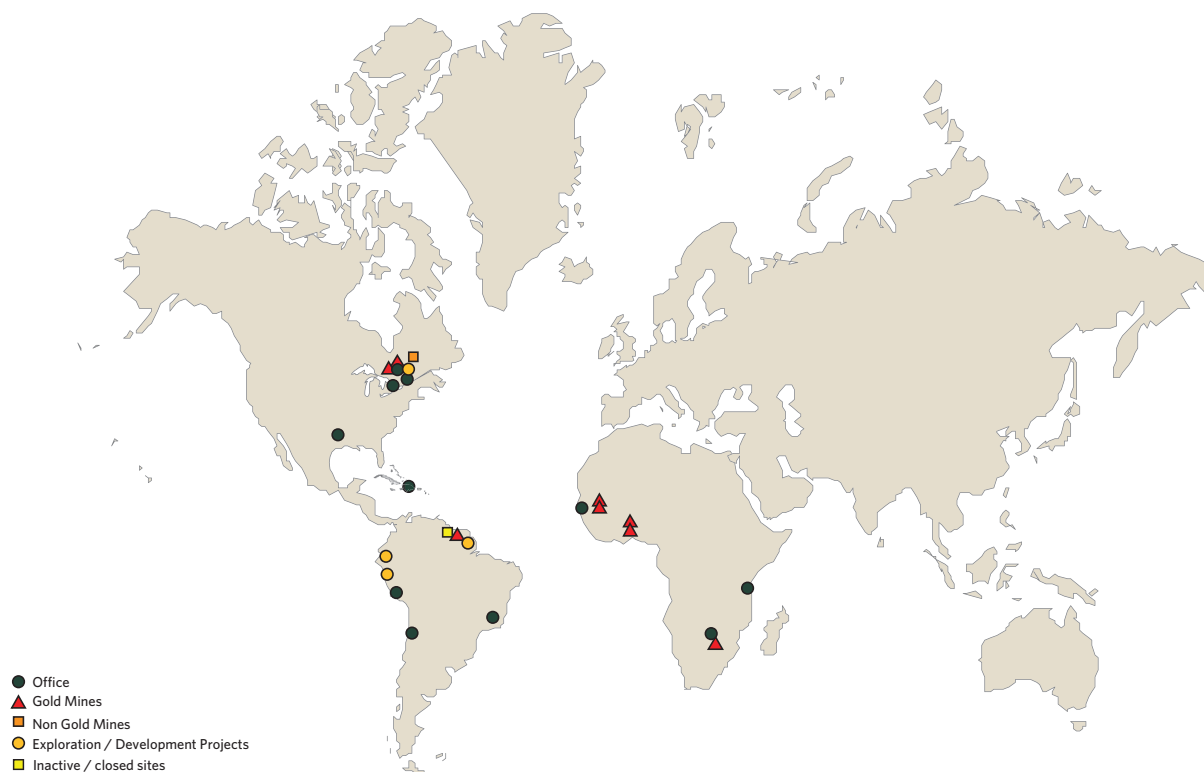 Office
Gold Mines
Non Gold Mines
Exploration / Development Projects
Inactive / closed sites